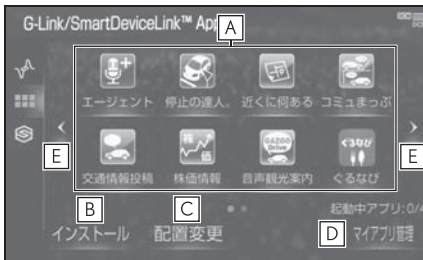 G-Link/SmartDeviceLink™ App
A
エージェント 停止の達人。 近くに何ある コミュまっぷ
E E
交通情報投稿 株価情報 音声観光案内 ぐるなび
B C
起動中アプリ:0/4
インストール 配置変更 D マイアプリ管理